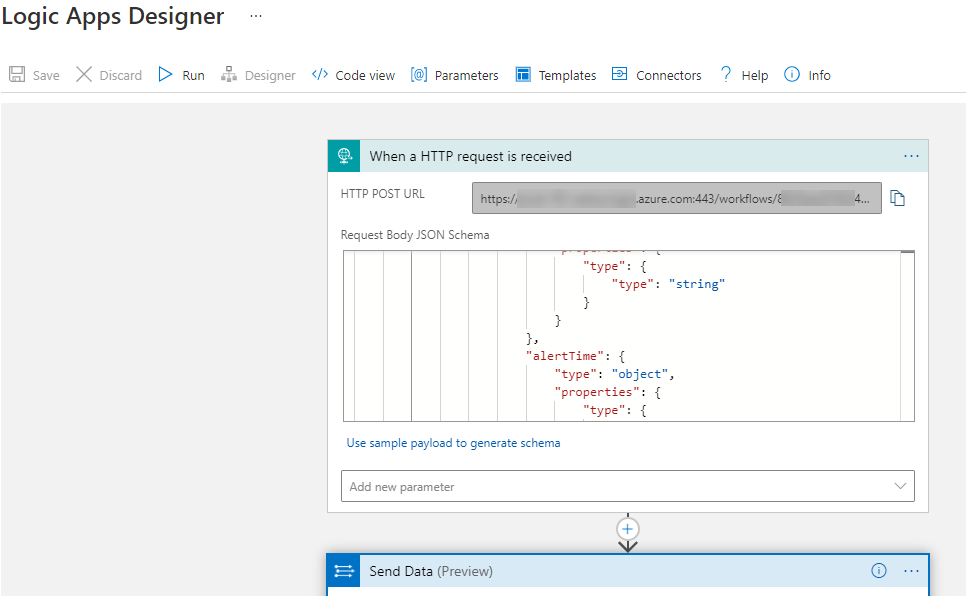 Logic Apps Designer ...
Save Discard Run Designer </> Code view [@] Parameters Templates Connectors ? Help Info
When a HTTP request is received ...
HTTP POST URL https:/ .azure.com:443/workflows/8 4...
Request Body JSON Schema
"properties": {
"type": {
"type": "string"
}
}
},
"alertTime": {
"type": "object",
"properties": {
"type": {
Use sample payload to generate schema
Add new parameter
Send Data (Preview) ...